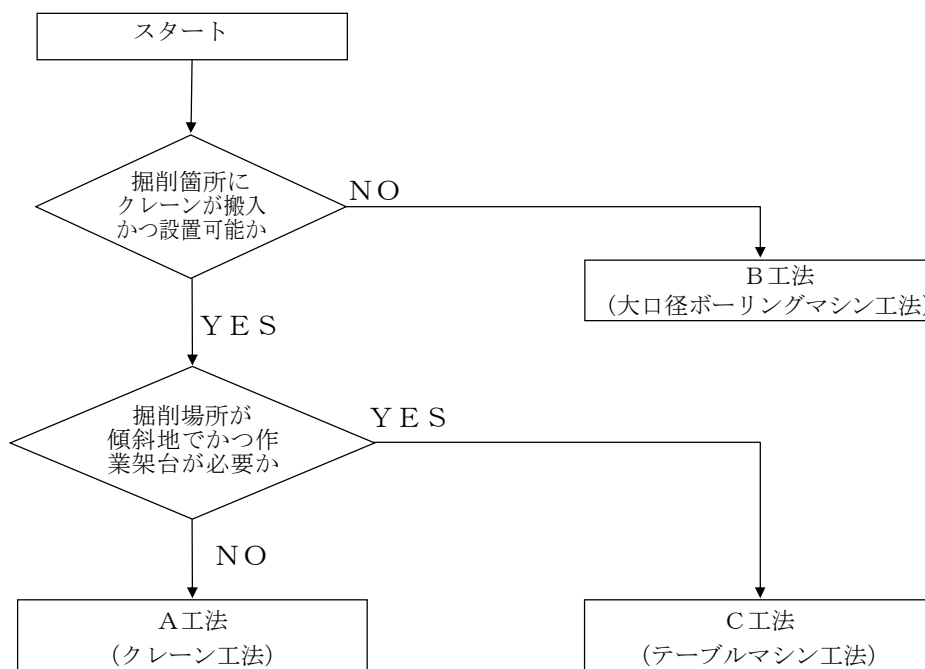 スタート
掘削箇所に
クレーンが搬入
かつ設置可能か
NO
B工法
(大口径ボーリングマシン工法)
YES
掘削場所が
傾斜地でかつ作
業架台が必要か
YES
NO
A工法
(クレーン工法)
C工法
(テーブルマシン工法)